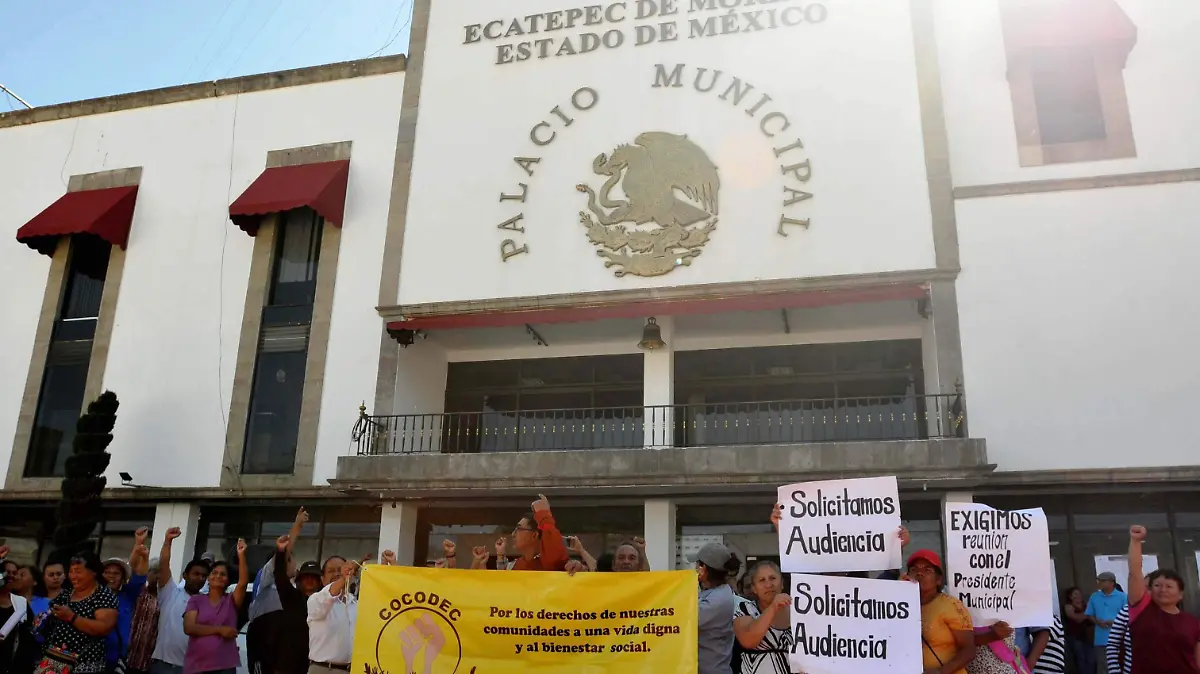 ECATEPEC DE
ESTADO DE MÉXICO
PALACIO MUNICIPAL
Solicitamos
Audiencia
EXIGIMOS
reunión
con el
Presidente
Municipal
Solicitamos
Audiencia
COCODEC
Por los derechos de nuestras
comunidades a una vida digna
y al bienestar social.